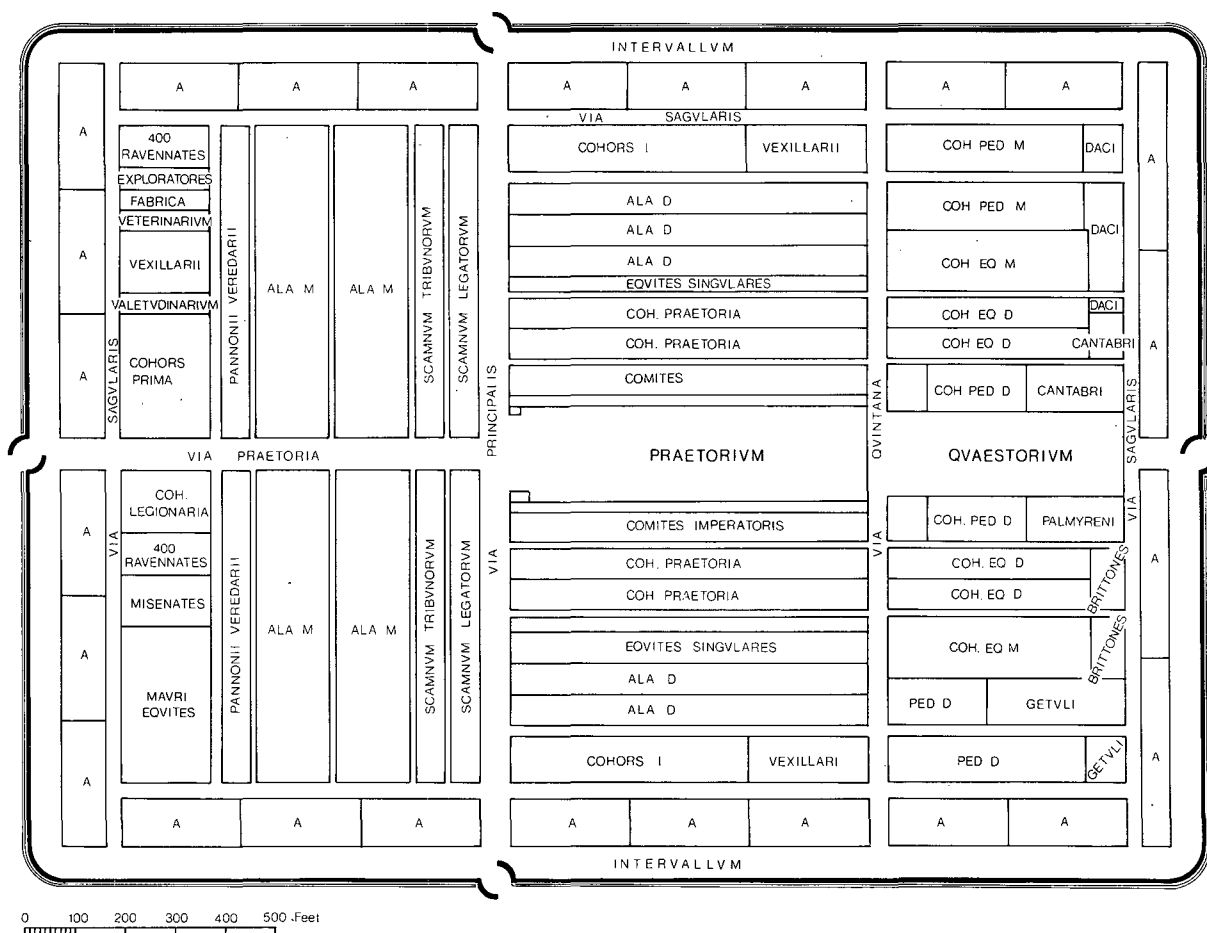 INTERVALLVM
A A A A A A A A
VIA SAGVLARIS
A
400
RAVENNATES
EXPLORATORES
FABRICA
VETERINARIVM
A
VEXILLARII
VALETVDINARIVM
A
COHORS
PRIMA
SAGVLARIS
PANNONII VEREDARII
ALA M
ALA M
SCAMNVM TRIBVNORVM
SCAMNVM LEGATORVM
PRINCIPALIS
COHORS I
VEXILLARII
ALA D
ALA D
ALA D
EQVITES SINGVLARES
COH. PRAETORIA
COH. PRAETORIA
COMITES
QVINTANA
COH PED M
DACI
COH PED M
DACI
COH EQ M
COH EQ D
DACI
COH EQ D
CANTABRI
COH PED D
CANTABRI
SAGVLARIS
A
A
VIA PRAETORIA
PRAETORIVM
QVAESTORIVM
A
VIA
COH.
LEGIONARIA
400
RAVENNATES
MISENATES
A
MAVRI
EQVITES
A
PANNONII VEREDARII
ALA M
ALA M
SCAMNVM TRIBVNORVM
SCAMNVM LEGATORVM
VIA
COMITES IMPERATORIS
COH. PRAETORIA
COH PRAETORIA
EQVITES SINGVLARES
ALA D
ALA D
COHORS I
VEXILLARI
VIA
COH. PED D
PALMYRENI
COH. EQ D
COH. EQ D
BRITTONES
COH. EQ M
BRITTONES
PED D
GETVLI
PED D
GETVLI
VIA
A
A
A A A A A A A A
INTERVALLVM
0 100 200 300 400 500 Feet